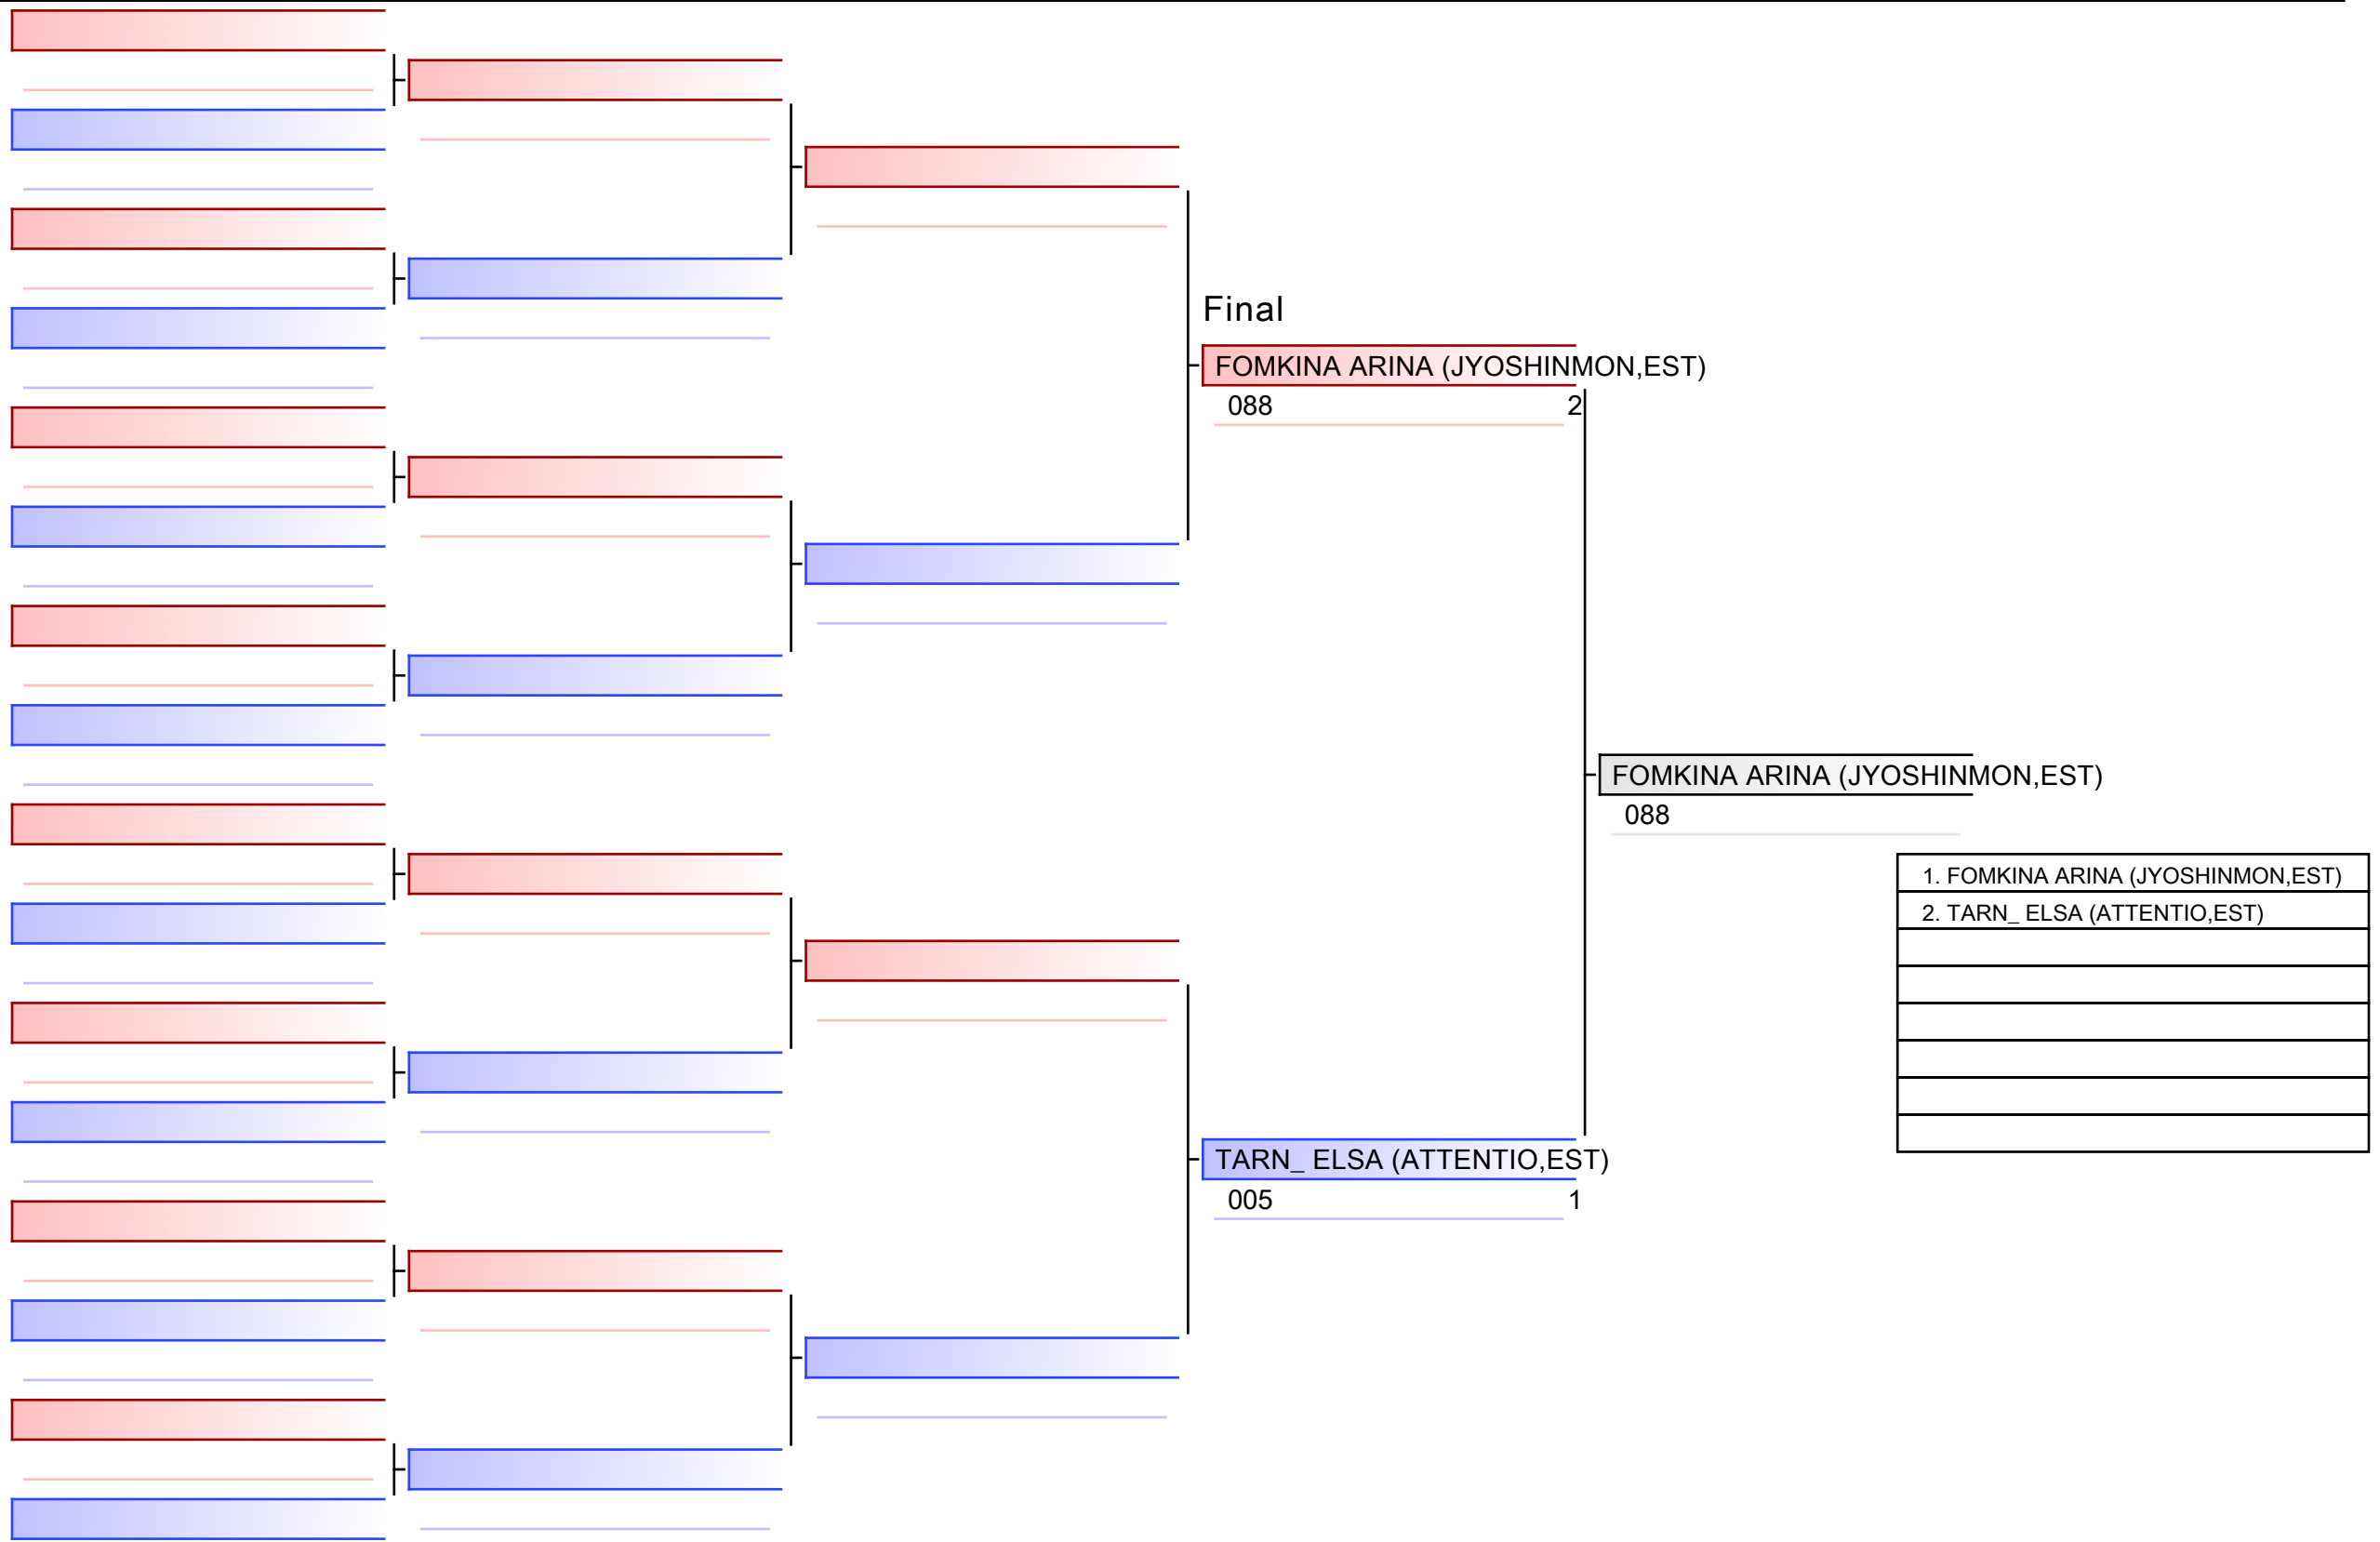 Final
FOMKINA ARINA (JYOSHINMON,EST)
088 2
FOMKINA ARINA (JYOSHINMON,EST)
088
1. FOMKINA ARINA (JYOSHINMON,EST)
2. TARN_ ELSA (ATTENTIO,EST)
TARN_ ELSA (ATTENTIO,EST)
005 1